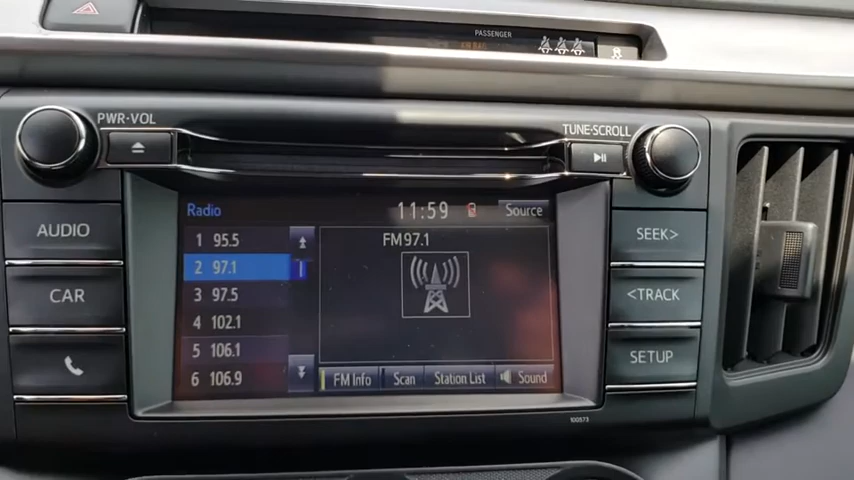 PASSENGER
PWR·VOL
TUNE·SCROLL
AUDIO
CAR
Radio
11:59
Source
1 95.5
2 97.1
3 97.5
4 102.1
5 106.1
6 106.9
FM97.1
FM Info
Scan
Station List
Sound
SEEK>
<TRACK
SETUP
100573